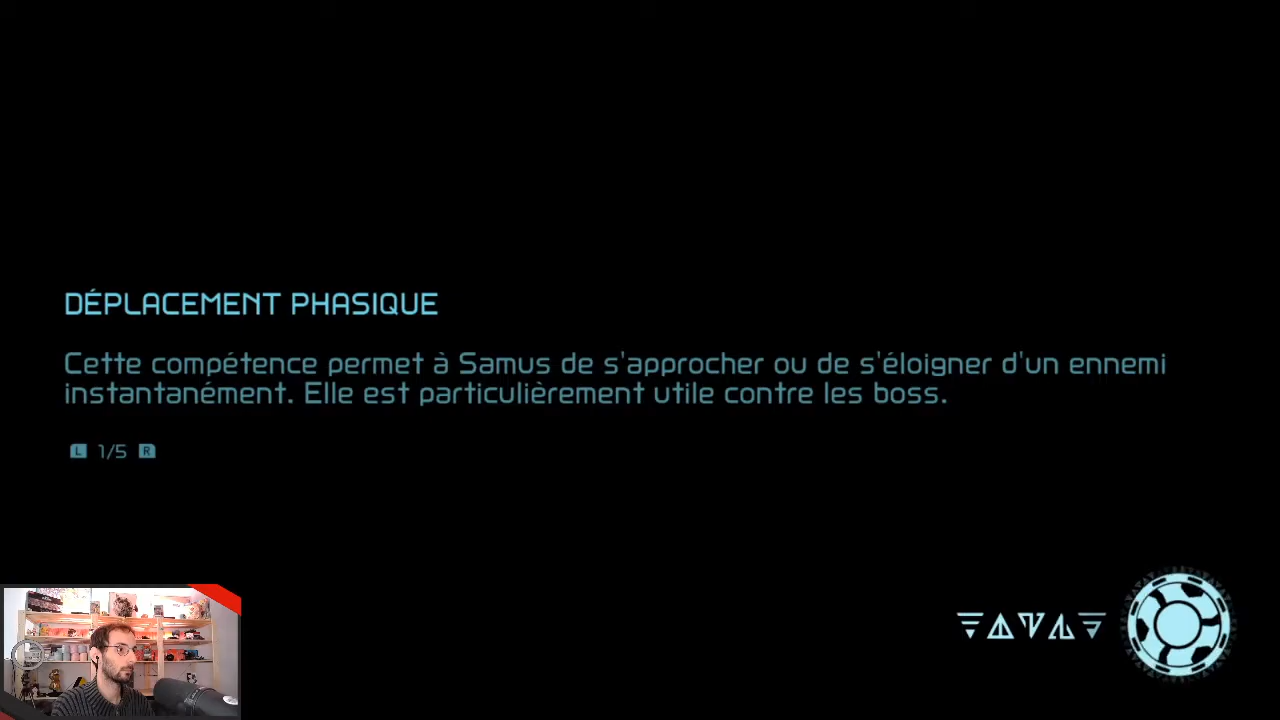 DÉPLACEMENT PHASIQUE
Cette compétence permet à Samus de s'approcher ou de s'éloigner d'un ennemi
instantanément. Elle est particulièrement utile contre les boss.
L 1/5 R